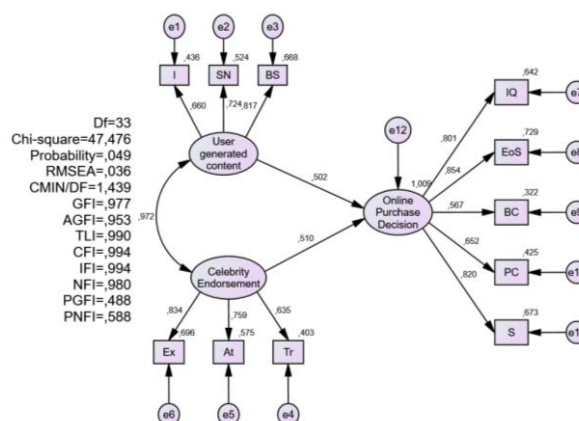 e1
e2
e3
,436
,524
,668
I
SN
BS
,660
,724
,817
Df=33
Chi-square=47,476
Probability=,049
RMSEA=,036
CMIN/DF=1,439
GFI=,977
AGFI=,953
TLI=,990
CFI=,994
IFI=,994
NFI=,980
PGFI=,488
PNFI=,588
User
generated
content
,972
Celebrity
Endorsement
,502
,510
e12
1,009
Online
Purchase
Decision
,801
,854
,567
,652
,820
,642
IQ
,729
EoS
,322
BC
,425
PC
,673
S
,834
,759
,635
,696
,575
,403
Ex
At
Tr
e6
e5
e4